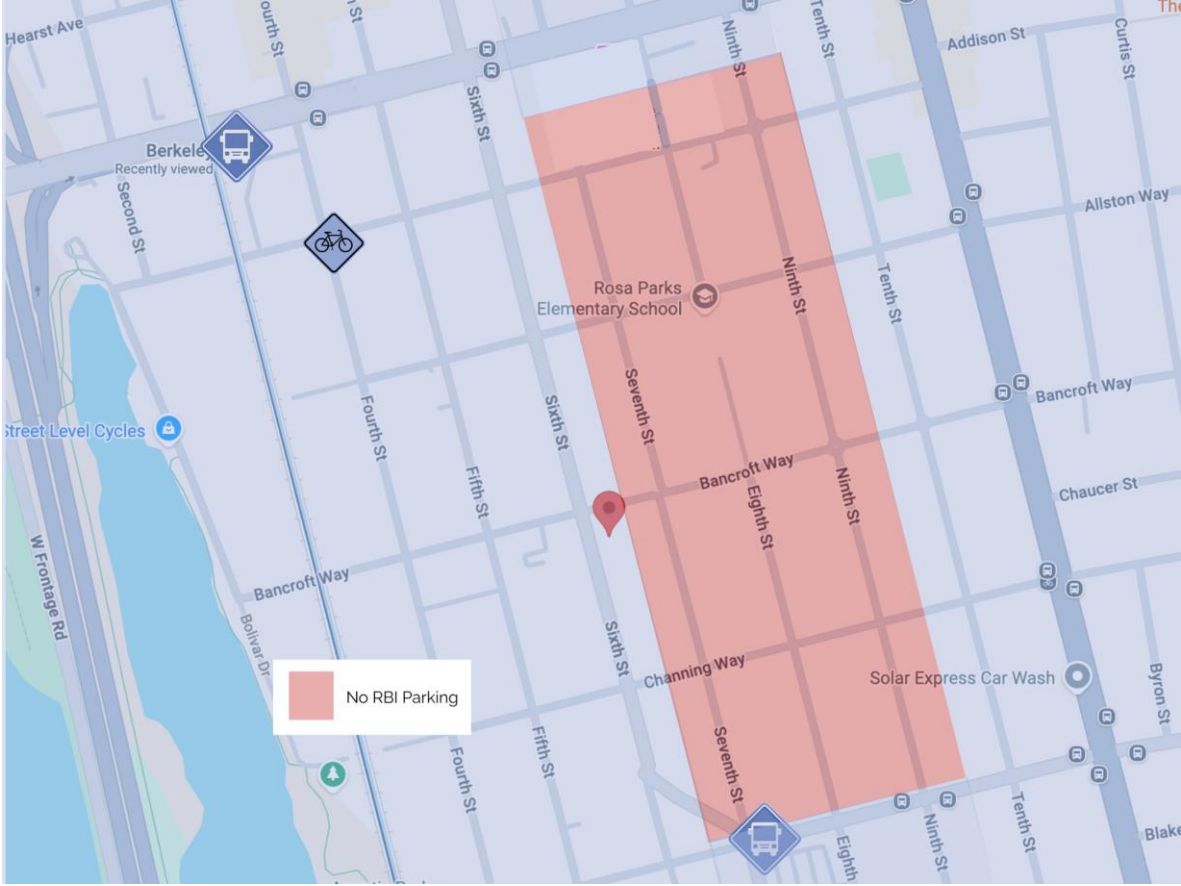 Hearst Ave
ourth St
h St
Ninth St
Tenth St
Addison St
Curtis St
The
Sixth St
Berkeley
Recently viewed
Second St
Allston Way
Rosa Parks
Elementary School
Ninth St
Tenth St
Seventh St
Bancroft Way
Sixth St
Fourth St
Street Level Cycles
Fifth St
Bancroft Way
Eighth St
Ninth St
Chaucer St
W Frontage Rd
Bancroft Way
Bolivar Dr
Sixth St
Channing Way
Solar Express Car Wash
Byron St
No RBI Parking
Fourth St
Fifth St
Seventh St
Eighth
Ninth St
Tenth St
Blake